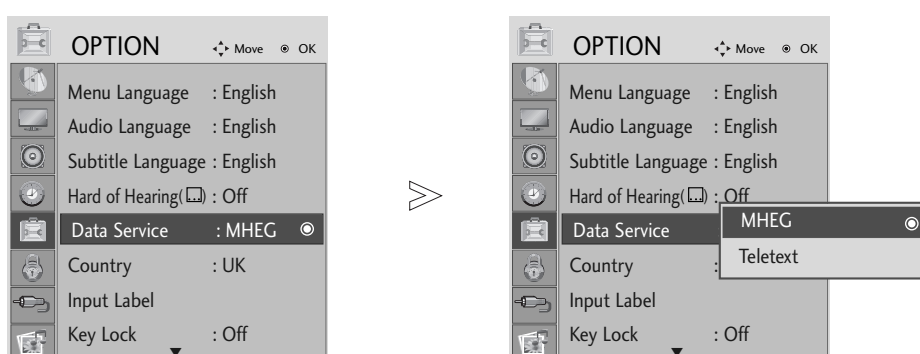 OPTION Move OK
Menu Language : English
Audio Language : English
Subtitle Language : English
Hard of Hearing( ) : Off
Data Service : MHEG
Country : UK
Input Label
Key Lock : Off
OPTION Move OK
Menu Language : English
Audio Language : English
Subtitle Language : English
Hard of Hearing( ) : Off
Data Service
MHEG
Teletext
Country :
Input Label
Key Lock : Off